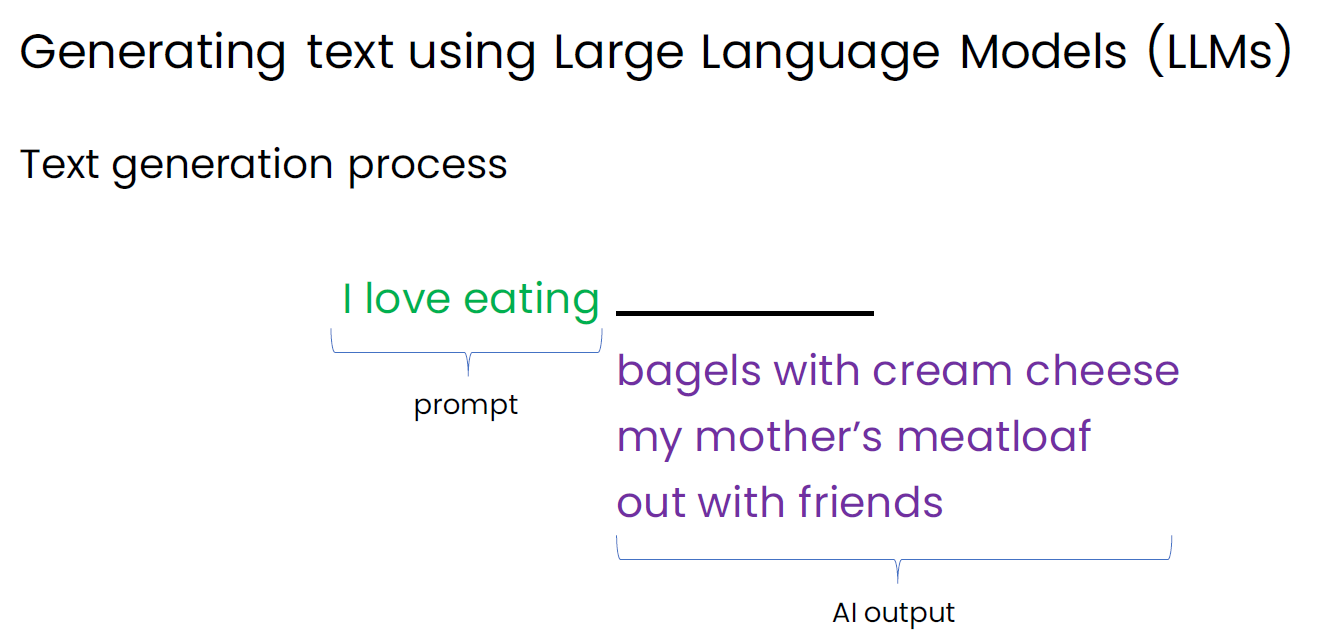 Generating text using Large Language Models (LLMs)
Text generation process
I love eating
prompt
bagels with cream cheese
my mother’s meatloaf
out with friends
AI output